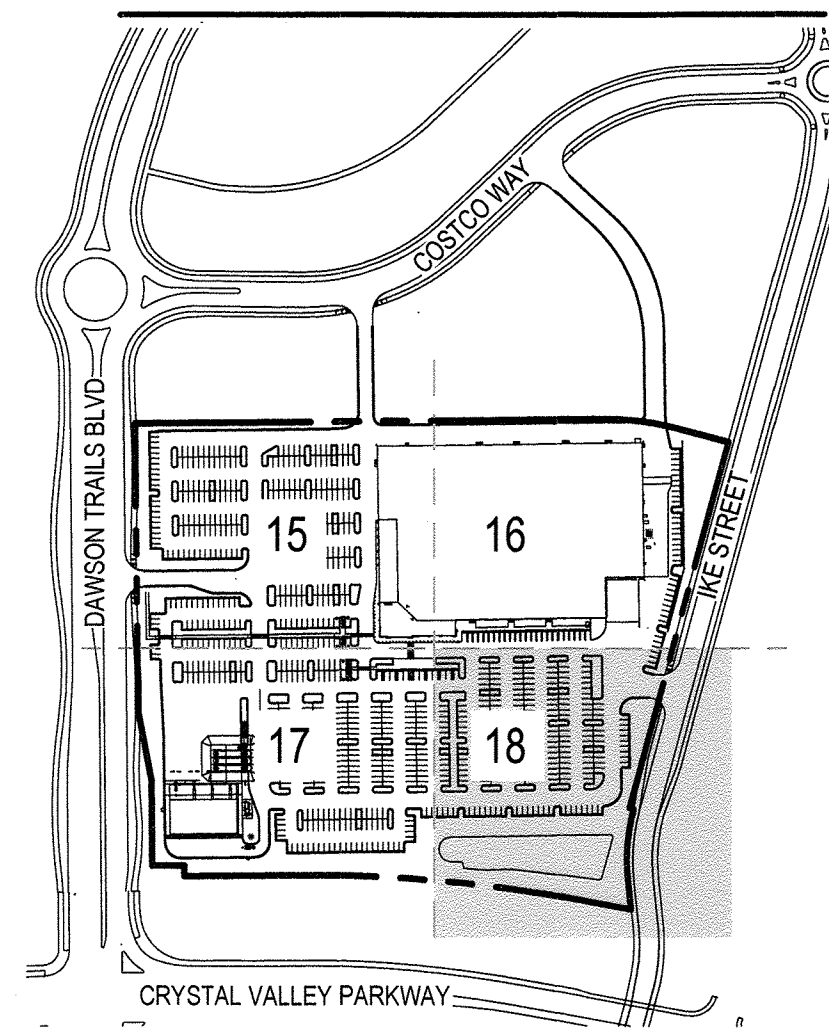 COSTCO WAY
DAWSON TRAILS BLVD
IKE STREET
15
16
17
18
CRYSTAL VALLEY PARKWAY